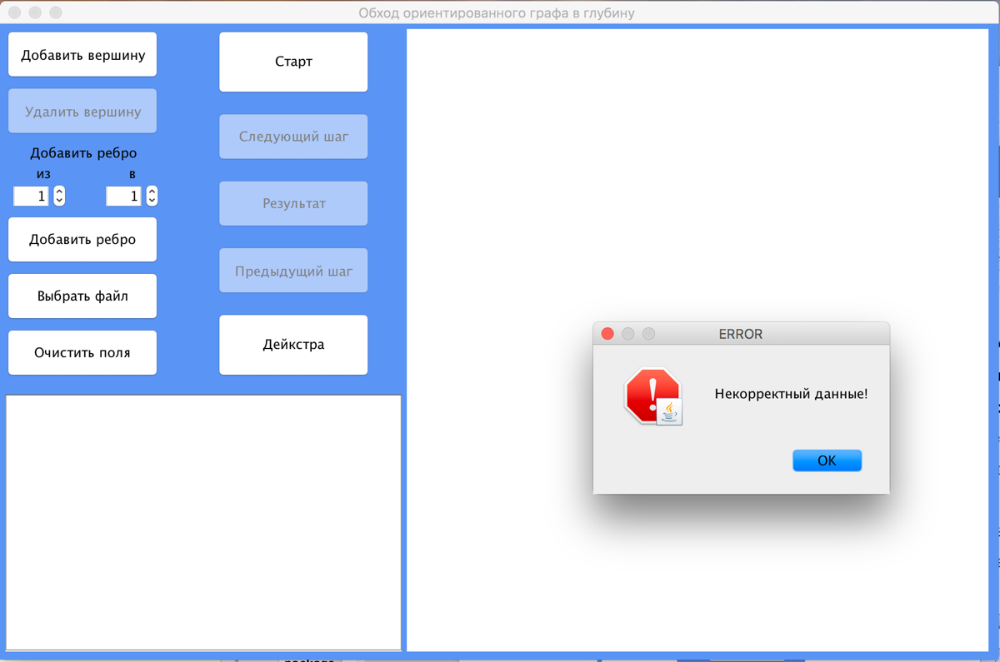 Обход ориентированного графа в глубину
Добавить вершину
Удалить вершину
Добавить ребро
из
в
1
1
Добавить ребро
Выбрать файл
Очистить поля
Старт
Следующий шаг
Результат
Предыдущий шаг
Дейкстра
ERROR
Некорректный данные!
OK
package